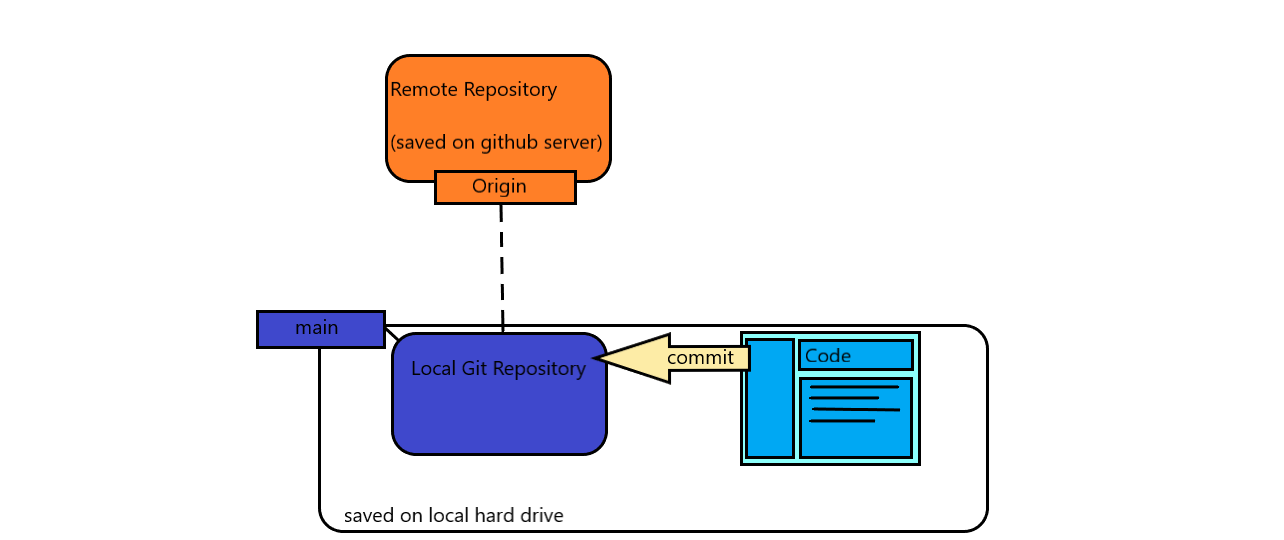 Remote Repository
(saved on github server)
Origin
main
Local Git Repository
commit
Code
saved on local hard drive